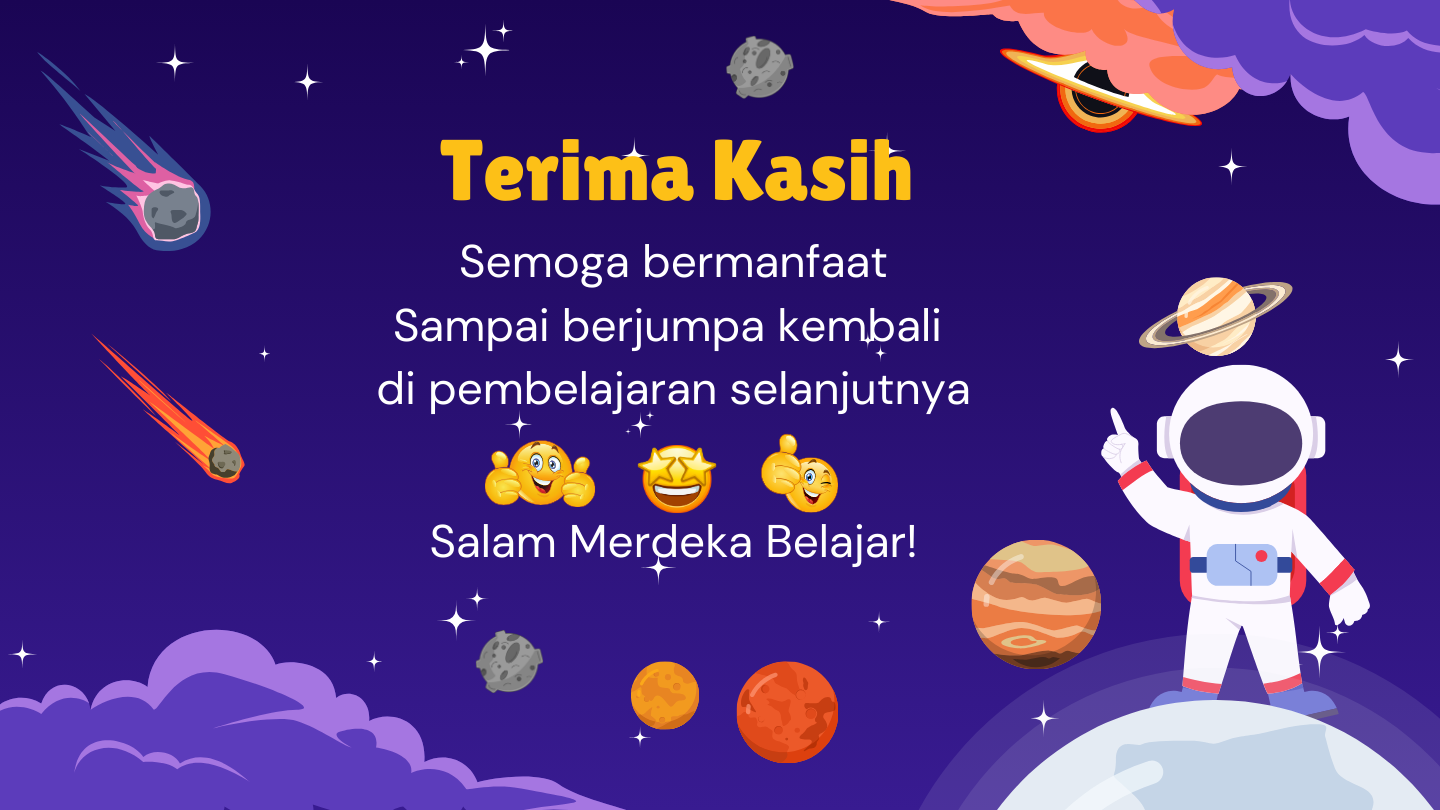 Terima Kasih
Semoga bermanfaat
Sampai berjumpa kembali
di pembelajaran selanjutnya
Salam Merdeka Belajar!